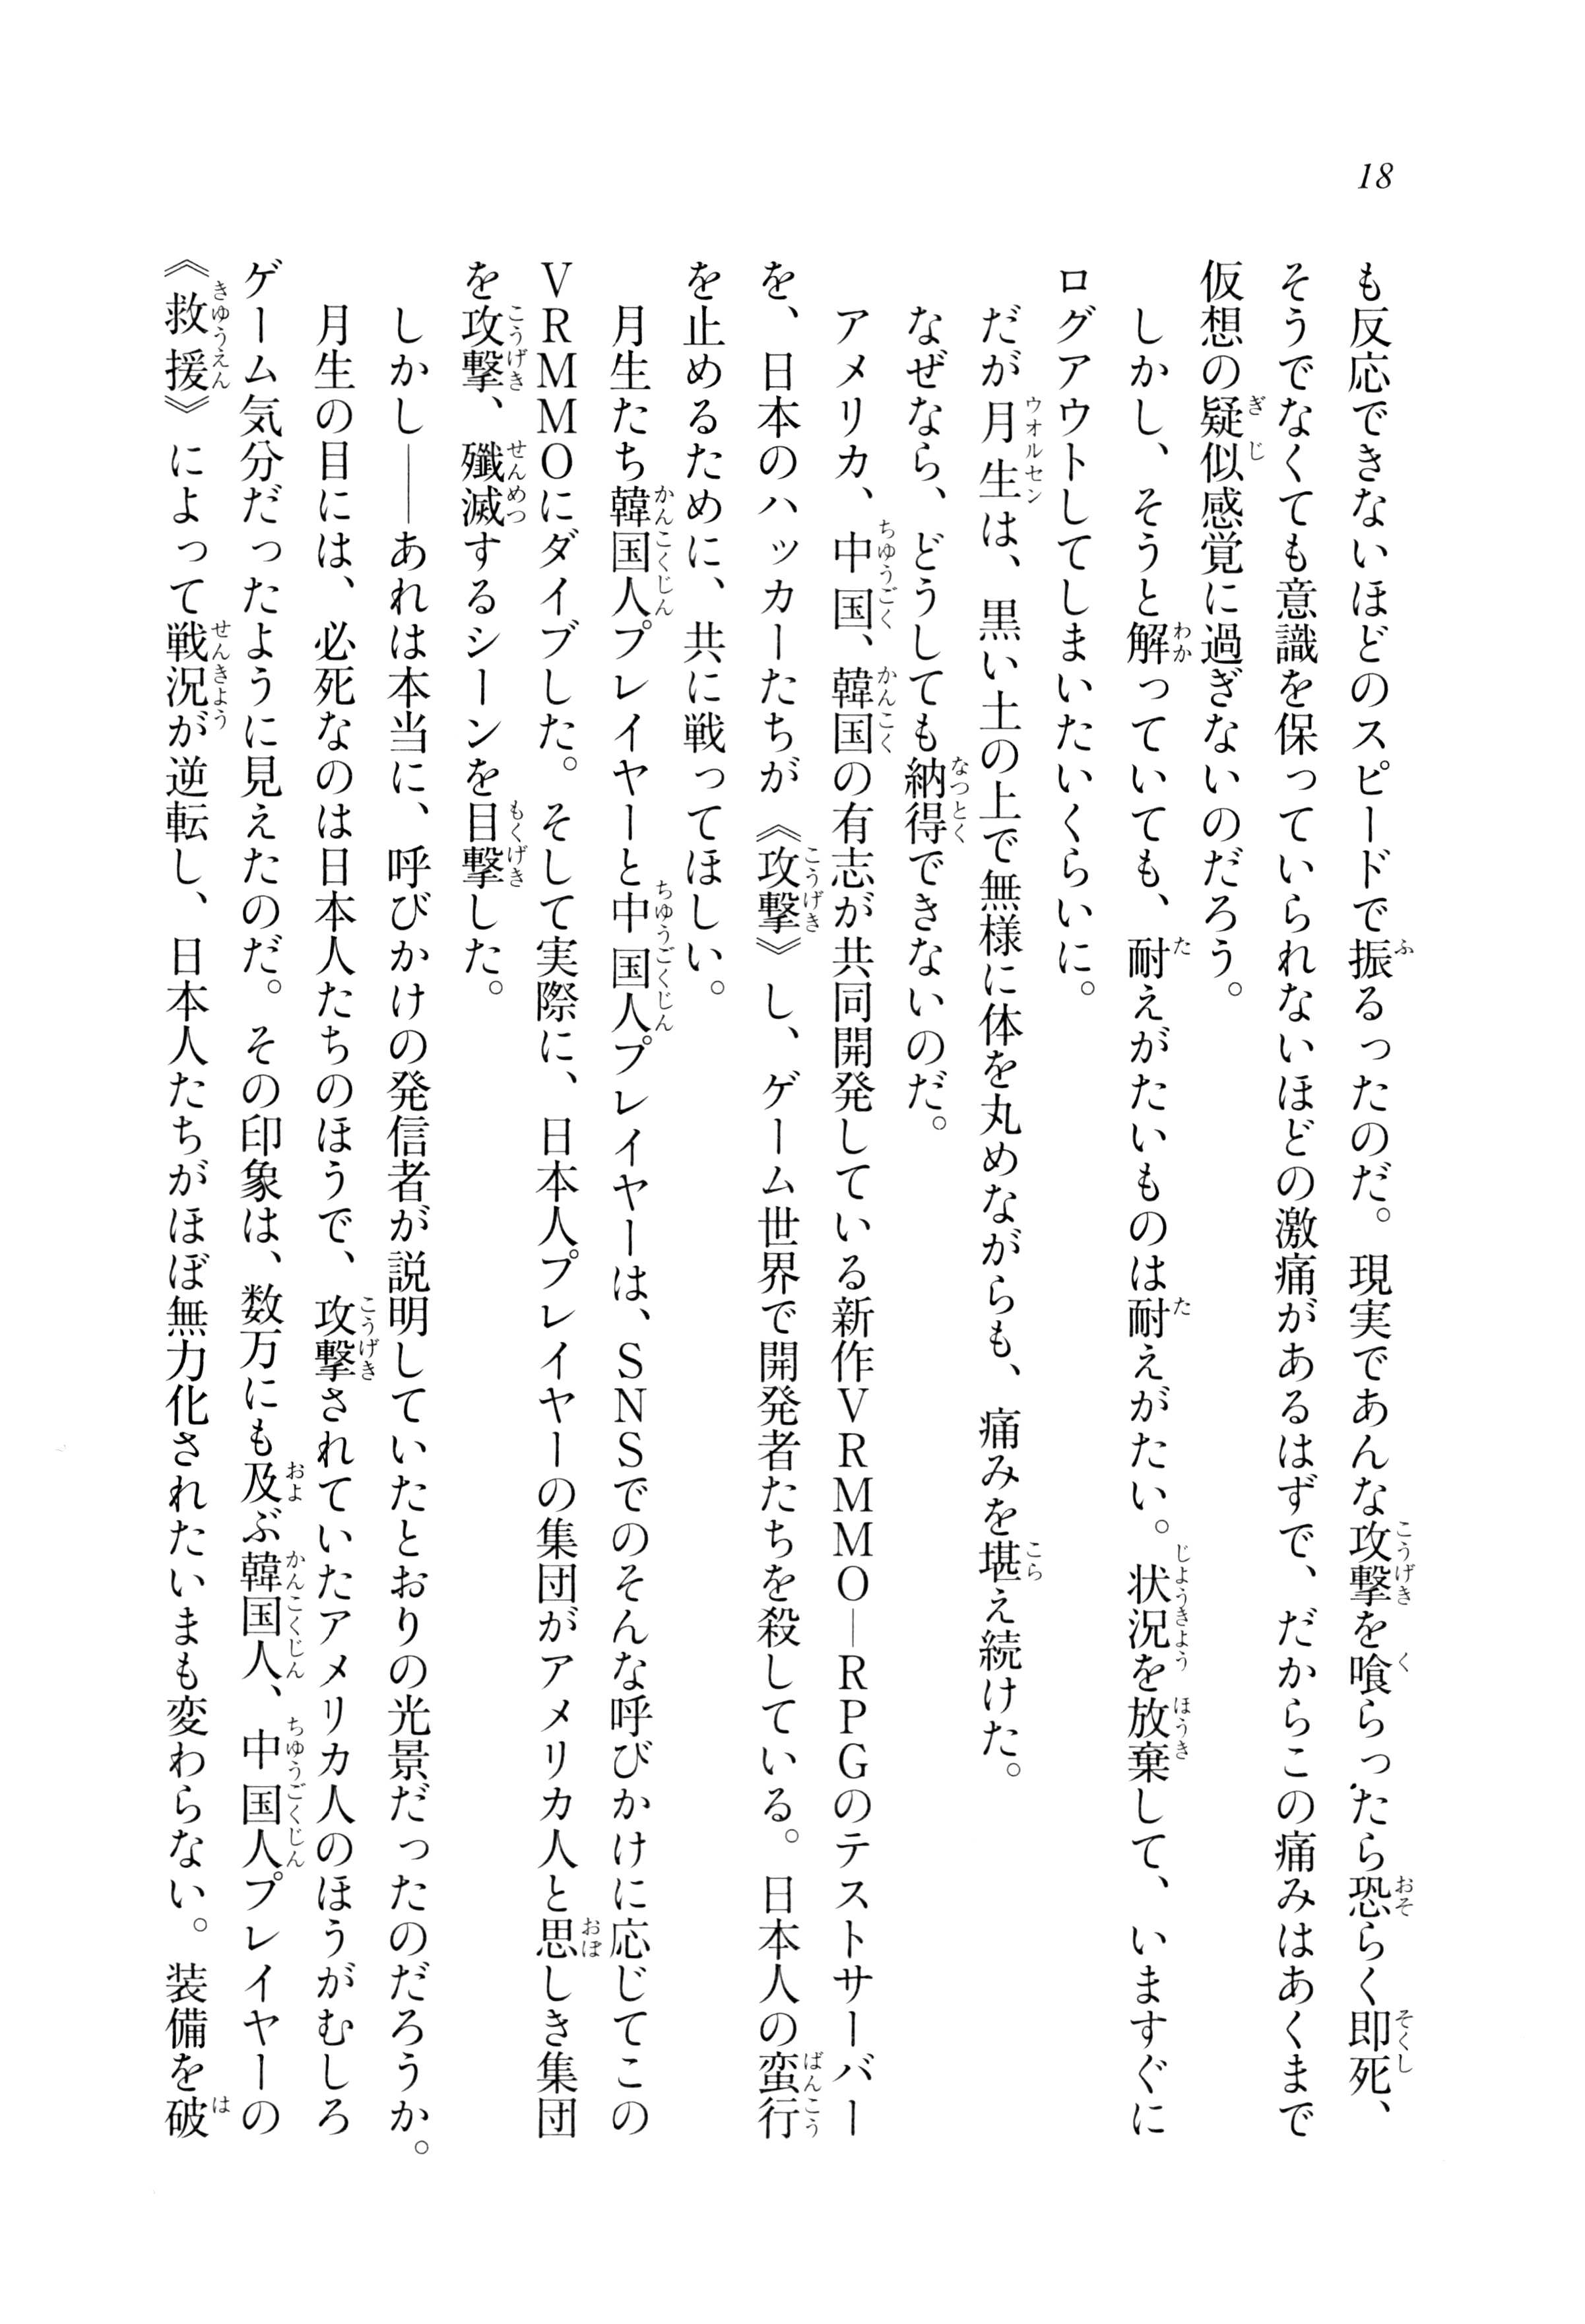 18
も反応できないほどのスピードで振るったのだ。現実であんな攻撃を喰らったら恐らく即死、
そうでなくても意識を保っていられないほどの激痛があるはずで、だからこの痛みはあくまで
仮想の疑似感覚に過ぎないのだろう。
しかし、そうと解っていても、耐えがたいものは耐えがたい。状況を放棄して、いますぐに
ログアウトしてしまいたいくらいに。
だが月生は、黒い土の上で無様に体を丸めながらも、痛みを堪え続けた。
なぜなら、どうしても納得できないのだ。
アメリカ、中国、韓国の有志が共同開発している新作VRMMO―RPGのテストサーバー
を、日本のハッカーたちが《攻撃》し、ゲーム世界で開発者たちを殺している。日本人の蛮行
を止めるために、共に戦ってほしい。
月生たち韓国人プレイヤーと中国人プレイヤーは、SNSでのそんな呼びかけに応じてこの
VRMMOにダイブした。そして実際に、日本人プレイヤーの集団がアメリカ人と思しき集団
を攻撃、殲滅するシーンを目撃した。
しかし――あれは本当に、呼びかけの発信者が説明していたとおりの光景だったのだろうか。
月生の目には、必死なのは日本人たちのほうで、攻撃されていたアメリカ人のほうがむしろ
ゲーム気分だったように見えたのだ。その印象は、数万にも及ぶ韓国人、中国人プレイヤーの
《救援》によって戦況が逆転し、日本人たちがほぼ無力化されたいまも変わらない。装備を破